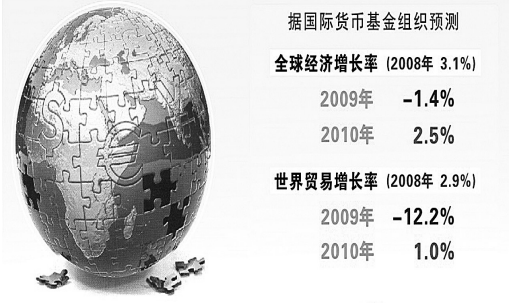 据国际货币基金组织预测
全球经济增长率 (2008年 3.1%)
2009年 -1.4%
2010年 2.5%
世界贸易增长率 (2008年 2.9%)
2009年 -12.2%
2010年 1.0%
$ € ¥